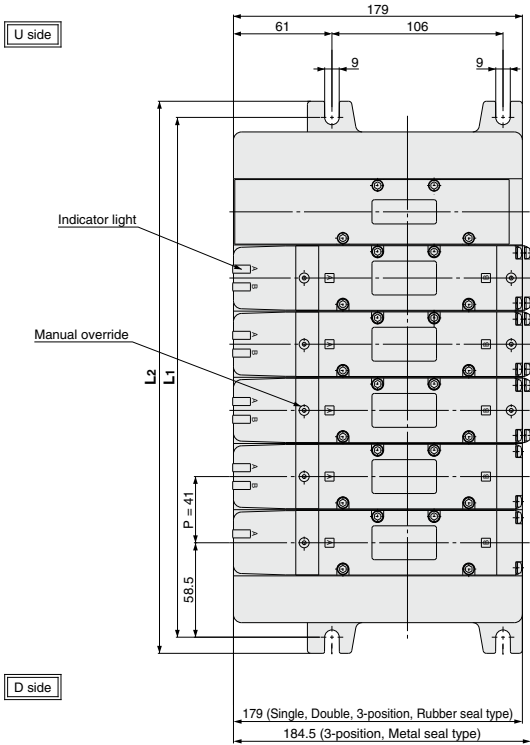 179
U side
61
106
9
9
Indicator light
A
B
A
B
Manual override
A
B
A
B
L2
L1
A
B
A
B
A
B
A
B
P = 41
A
A
B
58.5
D side
179 (Single, Double, 3-position, Rubber seal type)
184.5 (3-position, Metal seal type)